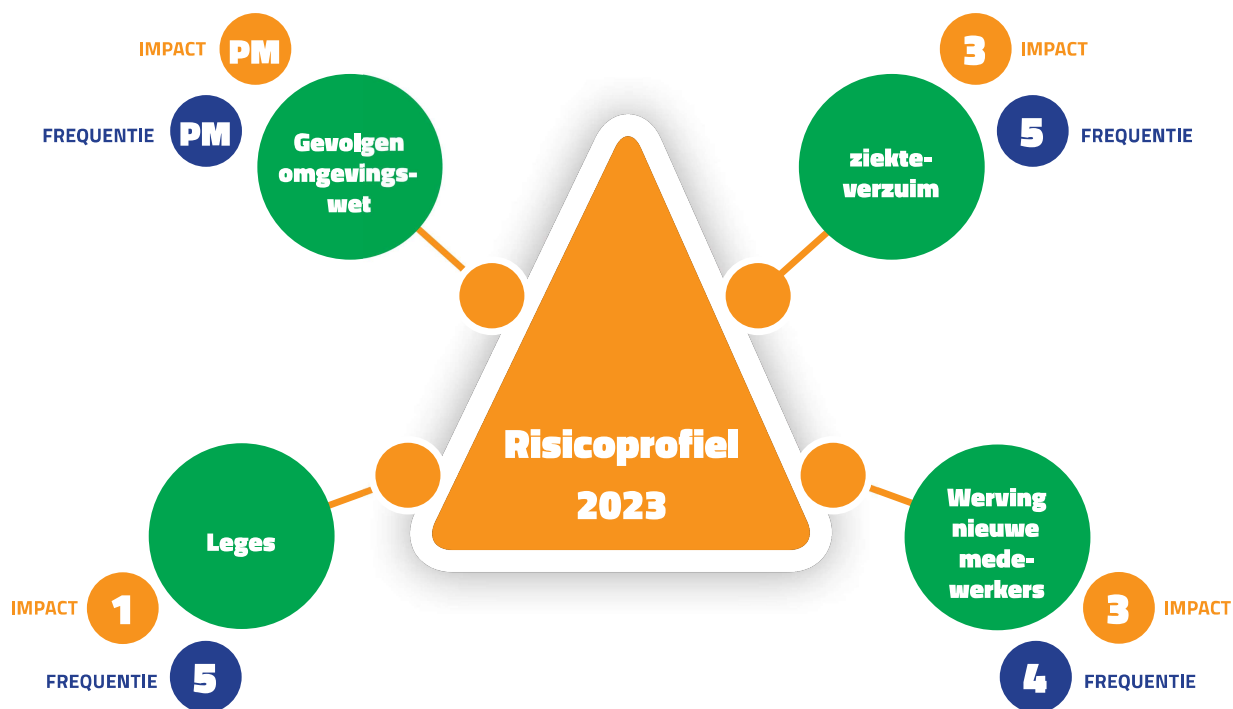 IMPACT PM
FREQUENTIE PM
Gevolgen
omgevings-
wet
3 IMPACT
5 FREQUENTIE
ziekte-
verzuim
Risicoprofiel
2023
Leges
IMPACT 1
FREQUENTIE 5
Werving
nieuwe
mede-
werkers
3 IMPACT
4 FREQUENTIE